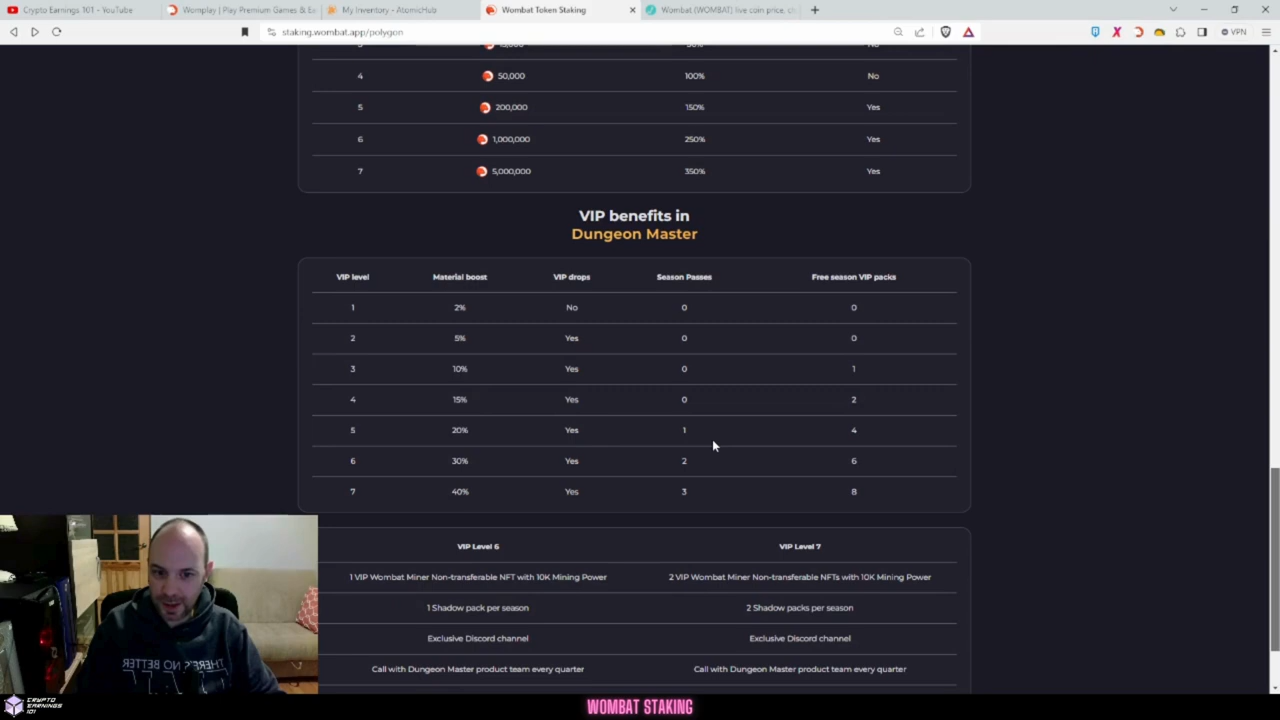 Crypto Earnings 101 - YouTube
Womplay | Play Premium Games & Ea
My Inventory - AtomicHub
Wombat Token Staking
Wombat (WOMBAT) live coin price, ch
staking.wombat.app/polygon
VPN
4 50,000 100% No
5 200,000 150% Yes
6 1,000,000 250% Yes
7 5,000,000 350% Yes
VIP benefits in
Dungeon Master
VIP level Material boost VIP drops Season Passes Free season VIP packs
1 2% No 0 0
2 5% Yes 0 0
3 10% Yes 0 1
4 15% Yes 0 2
5 20% Yes 1 4
6 30% Yes 2 6
7 40% Yes 3 8
VIP Level 6 VIP Level 7
1 VIP Wombat Miner Non-transferable NFT with 10K Mining Power 2 VIP Wombat Miner Non-transferable NFTs with 10K Mining Power
1 Shadow pack per season 2 Shadow packs per season
Exclusive Discord channel Exclusive Discord channel
Call with Dungeon Master product team every quarter Call with Dungeon Master product team every quarter
THERE'S NO BETTER
CRYPTO
EARNINGS
101
WOMBAT STAKING